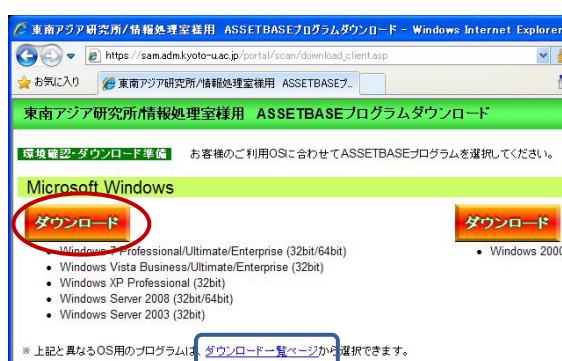 東南アジア研究所/情報処理室様用 ASSETBASEプログラムダウンロード - Windows Internet Explorer
https://sam.adm.kyoto-u.ac.jp/portal/scan/download_client.asp
お気に入り 東南アジア研究所/情報処理室様用 ASSETBASEプ...
東南アジア研究所/情報処理室様用 ASSETBASEプログラムダウンロード
環境確認・ダウンロード準備 お客様のご利用OSに合わせてASSETBASEプログラムを選択してください。
Microsoft Windows
ダウンロード ダウンロード
• Windows 7 Professional/Ultimate/Enterprise (32bit/64bit) • Windows 2000
• Windows Vista Business/Ultimate/Enterprise (32bit)
• Windows XP Professional (32bit)
• Windows Server 2008 (32bit/64bit)
• Windows Server 2003 (32bit)
※ 上記と異なるOS用のプログラムは、ダウンロード一覧ページから選択できます。